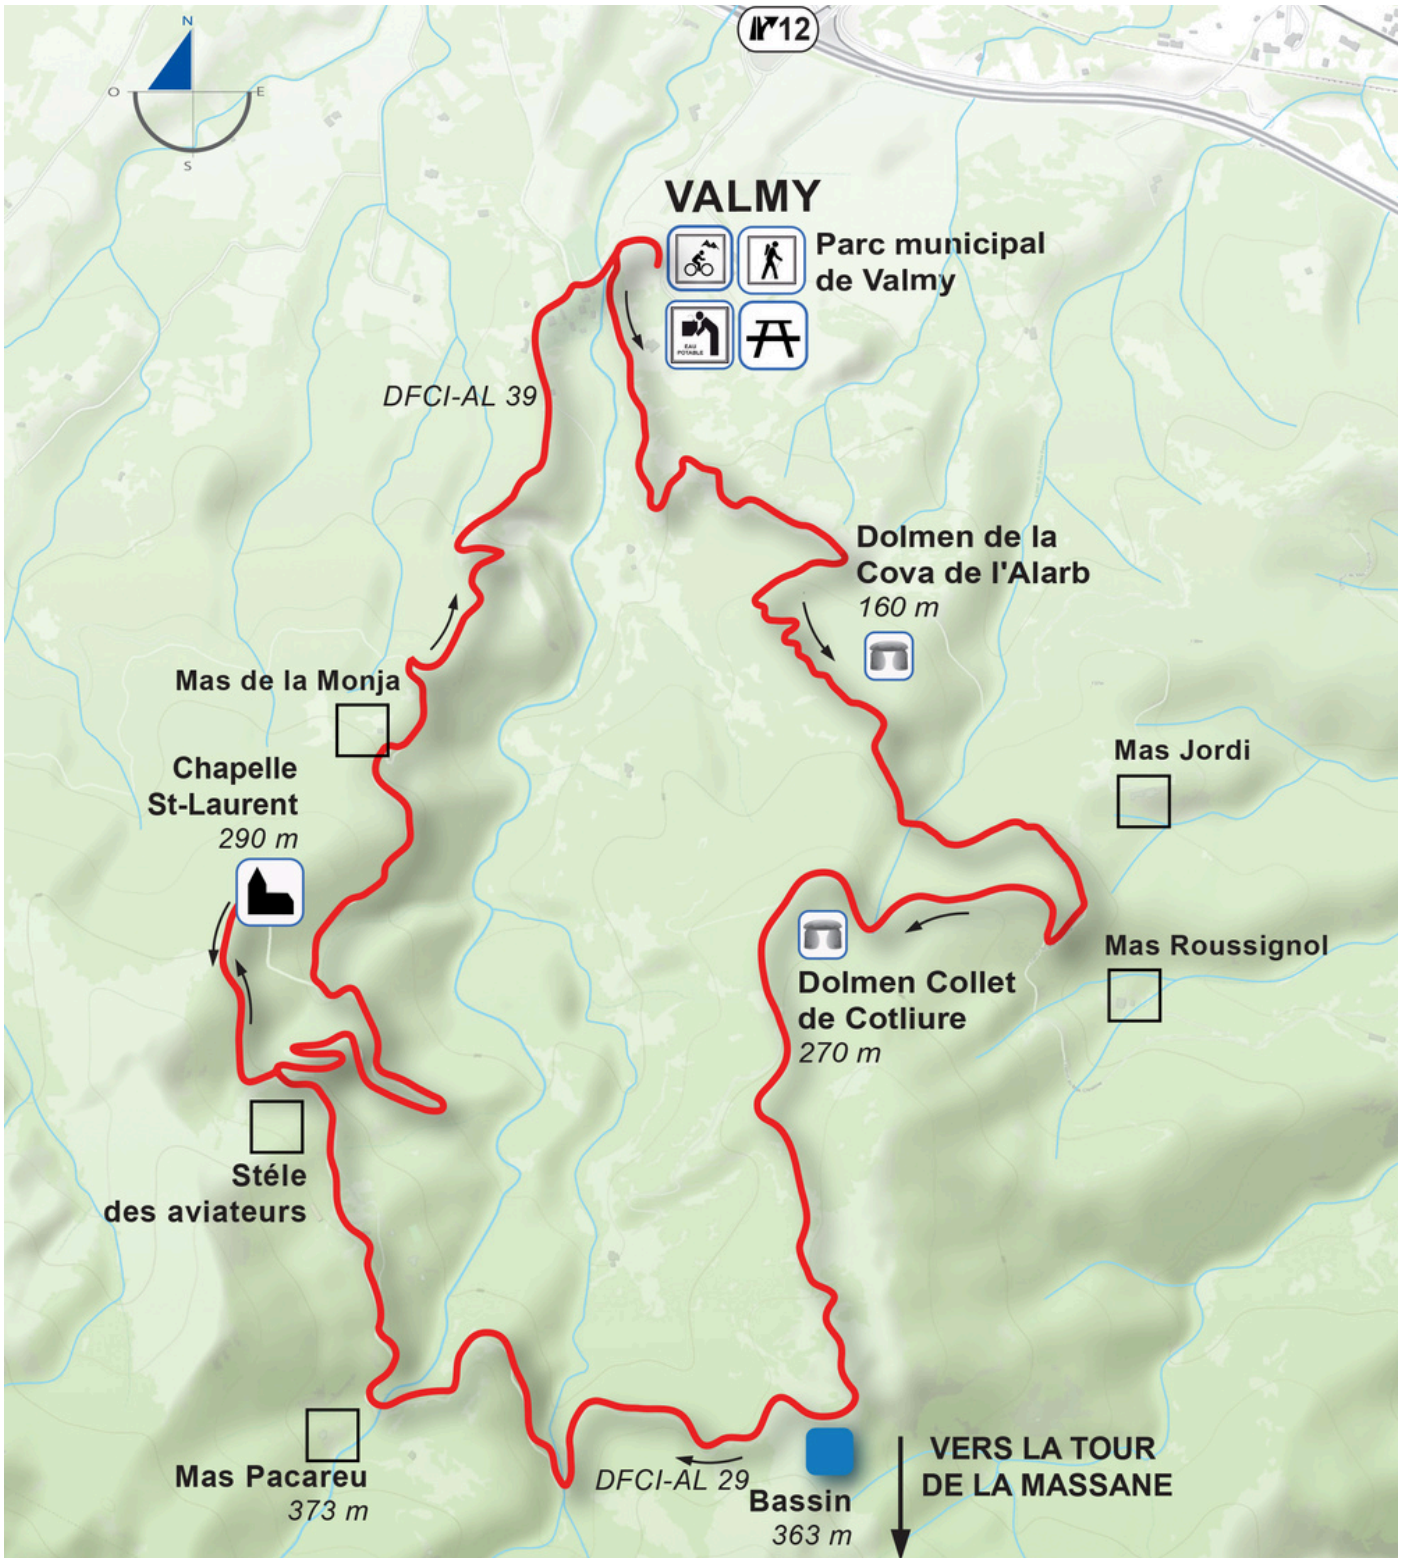 12
N
O
E
S
VALMY
Parc municipal
de Valmy
EAU
POTABLE
DFCI-AL 39
Dolmen de la
Cova de l'Alarb
160 m
Mas de la Monja
Chapelle
St-Laurent
290 m
Mas Jordi
Mas Roussignol
Dolmen Collet
de Cotliure
270 m
Stéle
des aviateurs
Mas Pacareu
373 m
DFCI-AL 29
Bassin
363 m
VERS LA TOUR
DE LA MASSANE